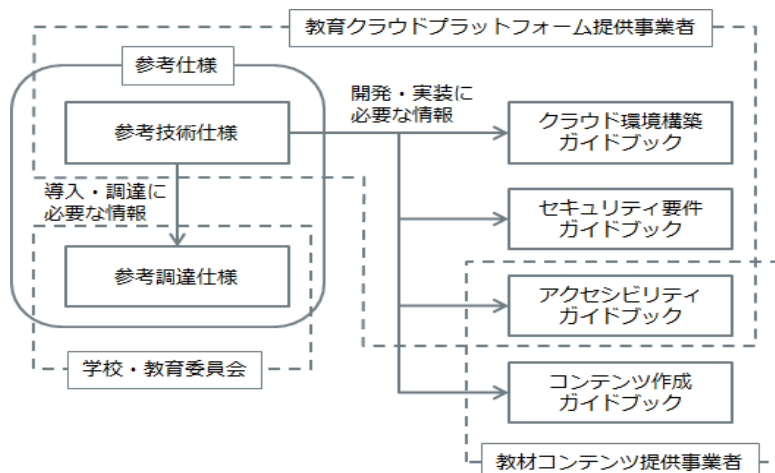 教育クラウドプラットフォーム提供事業者
参考仕様
開発・実装に
必要な情報
参考技術仕様
クラウド環境構築
ガイドブック
導入・調達に
必要な情報
セキュリティ要件
ガイドブック
参考調達仕様
アクセシビリティ
ガイドブック
学校・教育委員会
コンテンツ作成
ガイドブック
教材コンテンツ提供事業者